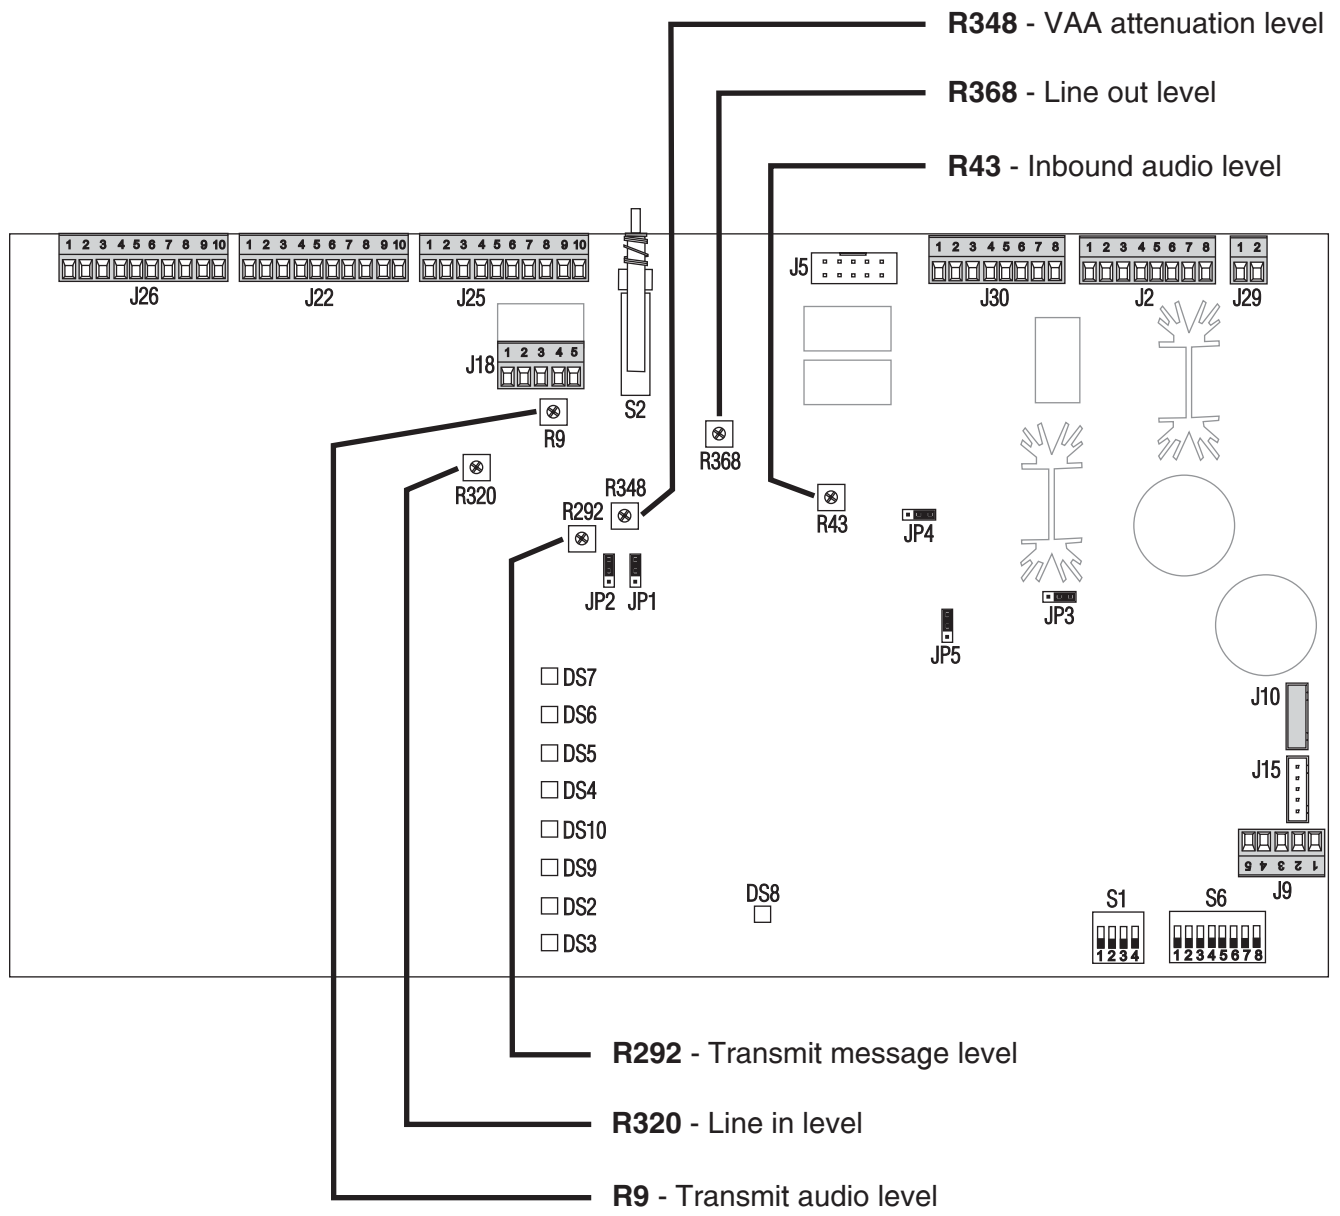 R348 - VAA attenuation level
R368 - Line out level
R43 - Inbound audio level
1 2 3 4 5 6 7 8 9 10
J26
1 2 3 4 5 6 7 8 9 10
J22
1 2 3 4 5 6 7 8 9 10
J25
J5
1 2 3 4 5 6 7 8
J30
1 2 3 4 5 6 7 8
J2
1 2
J29
J18
1 2 3 4 5
S2
R9
R368
R320
R348
R292
R43
JP4
JP2
JP1
JP3
JP5
DS7
DS6
DS5
DS4
DS10
DS9
DS2
DS3
DS8
J10
J15
5 4 3 2 1
J9
S1
1 2 3 4
S6
1 2 3 4 5 6 7 8
R292 - Transmit message level
R320 - Line in level
R9 - Transmit audio level